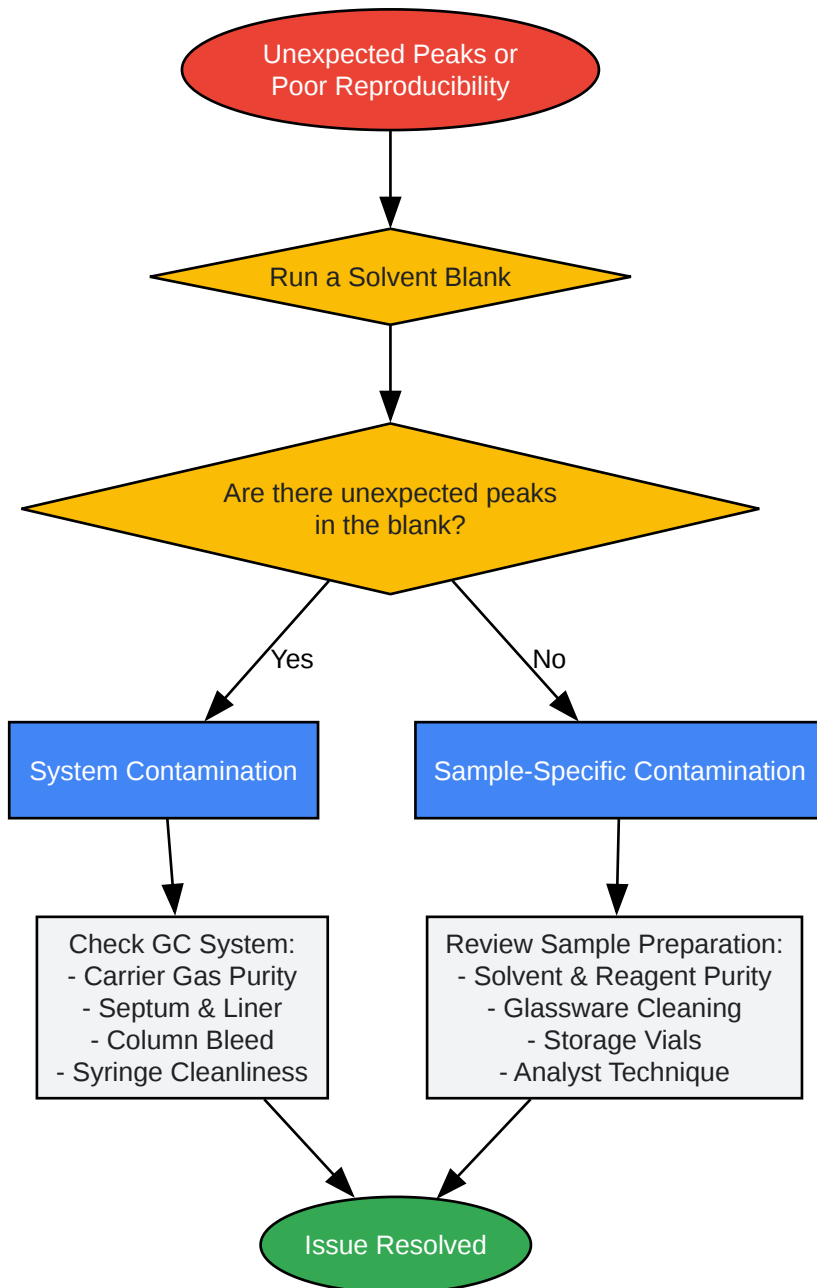 Unexpected Peaks or
Poor Reproducibility
Run a Solvent Blank
Are there unexpected peaks
in the blank?
Yes
No
System Contamination
Sample-Specific Contamination
Check GC System:
- Carrier Gas Purity
- Septum & Liner
- Column Bleed
- Syringe Cleanliness
Review Sample Preparation:
- Solvent & Reagent Purity
- Glassware Cleaning
- Storage Vials
- Analyst Technique
Issue Resolved